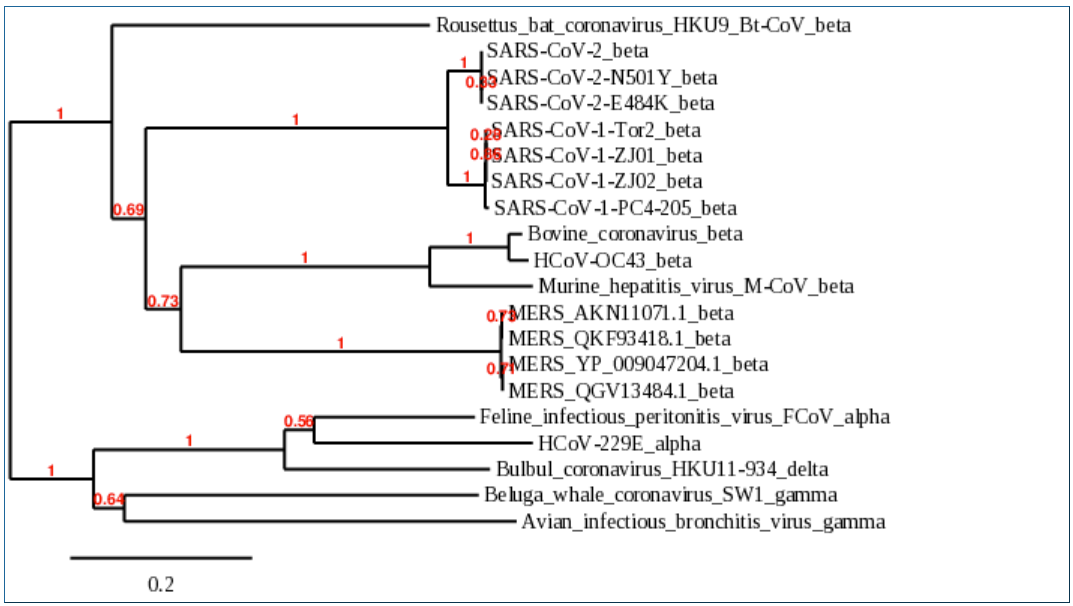 Rousettus_bat_coronavirus_HKU9_Bt-CoV_beta
SARS-CoV-2_beta
1
SARS-CoV-2-N501Y_beta
SARS-CoV-2-E484K_beta
1
1
SARS-CoV-1-Tor2_beta
SARS-CoV-1-ZJ01_beta
1
SARS-CoV-1-ZJ02_beta
0.69
SARS-CoV-1-PC4-205_beta
1
Bovine_coronavirus_beta
1
HCoV-OC43_beta
0.73
Murine_hepatitis_virus_M-CoV_beta
MERS_AKN11071.1_beta
1
MERS_QKF93418.1_beta
0.71
MERS_YP_009047204.1_beta
MERS_QGV13484.1_beta
0.56
Feline_infectious_peritonitis_virus_FCoV_alpha
1
HCoV-229E_alpha
1
Bulbul_coronavirus_HKU11-934_delta
0.64
Beluga_whale_coronavirus_SW1_gamma
Avian_infectious_bronchitis_virus_gamma
0.2